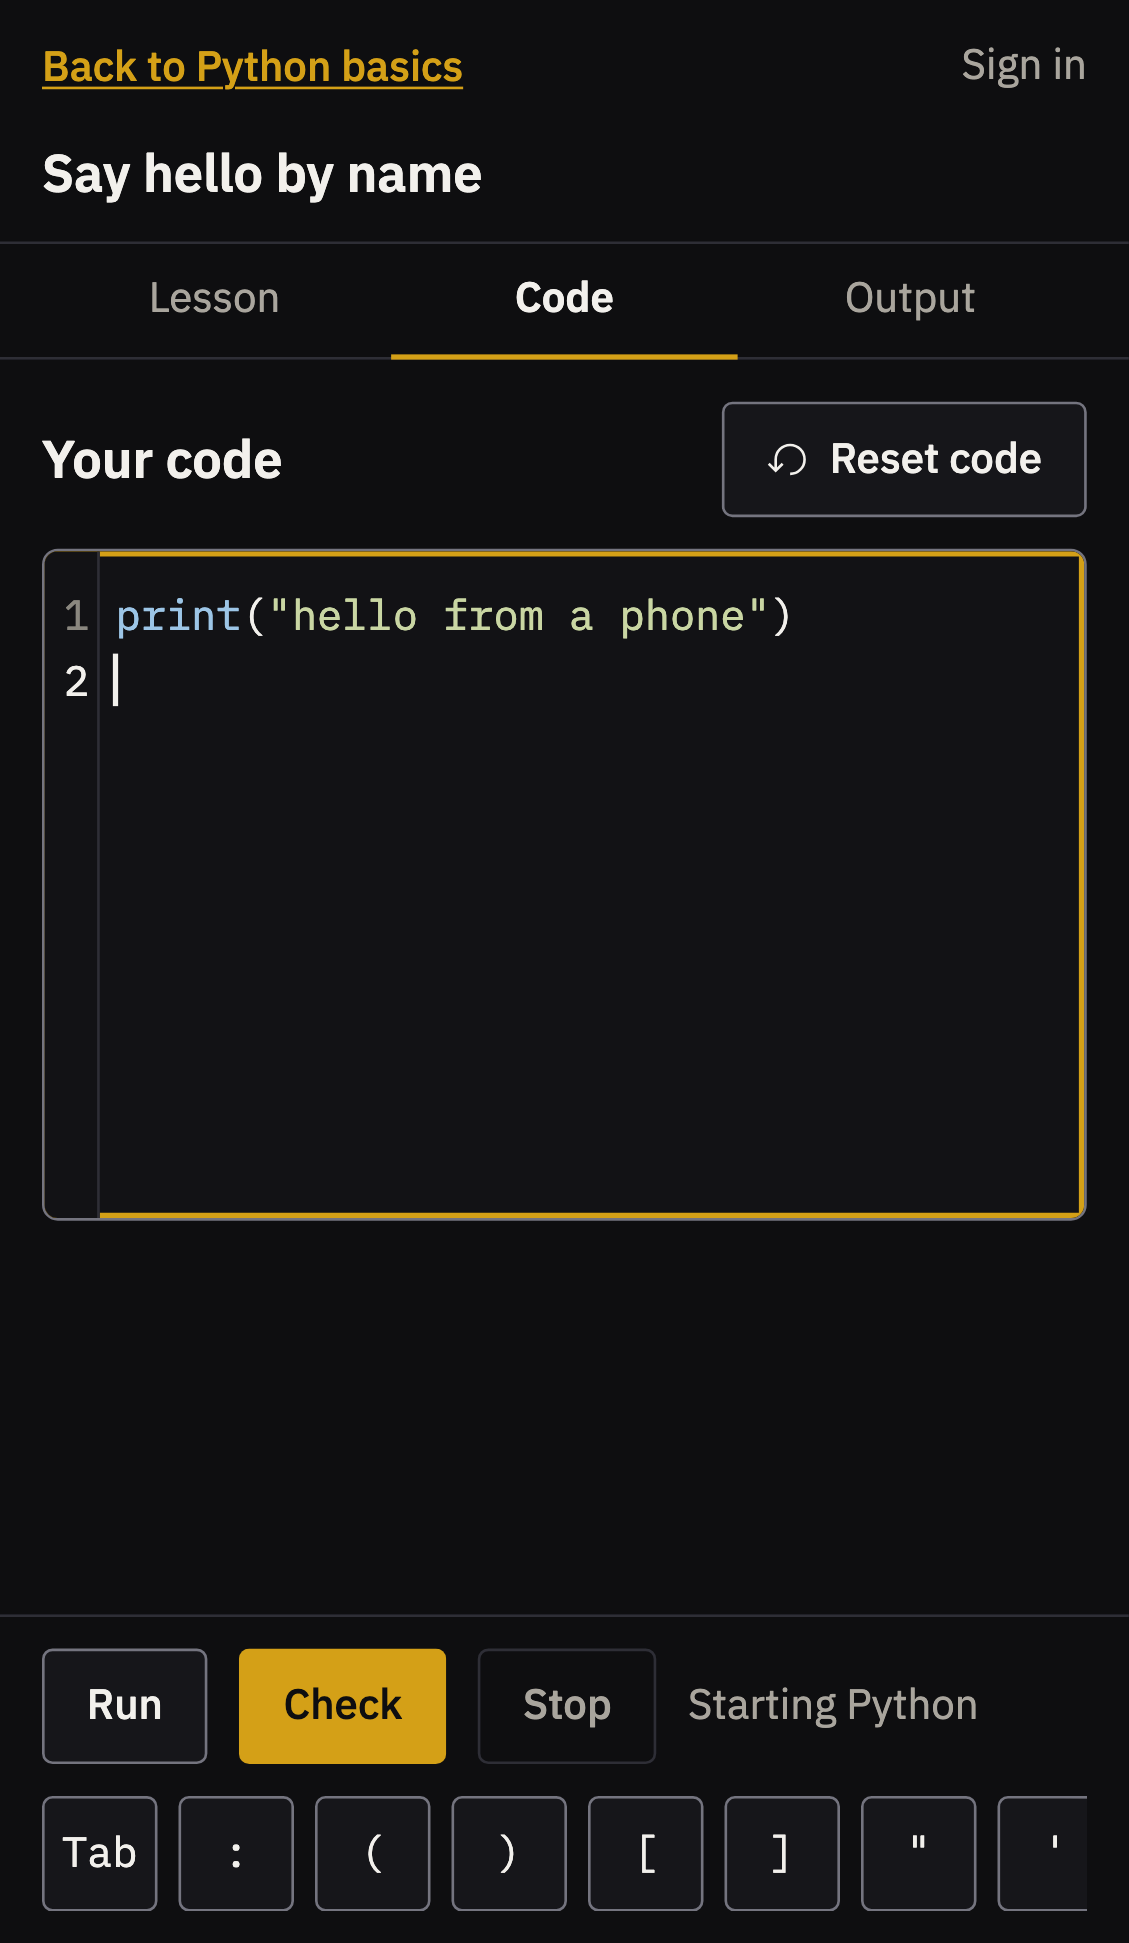 Back to Python basics
Sign in
Say hello by name
Lesson
Code
Output
Your code
Reset code
1 print("hello from a phone")
2
Run
Check
Stop
Starting Python
Tab
:
(
)
[
]
"
'